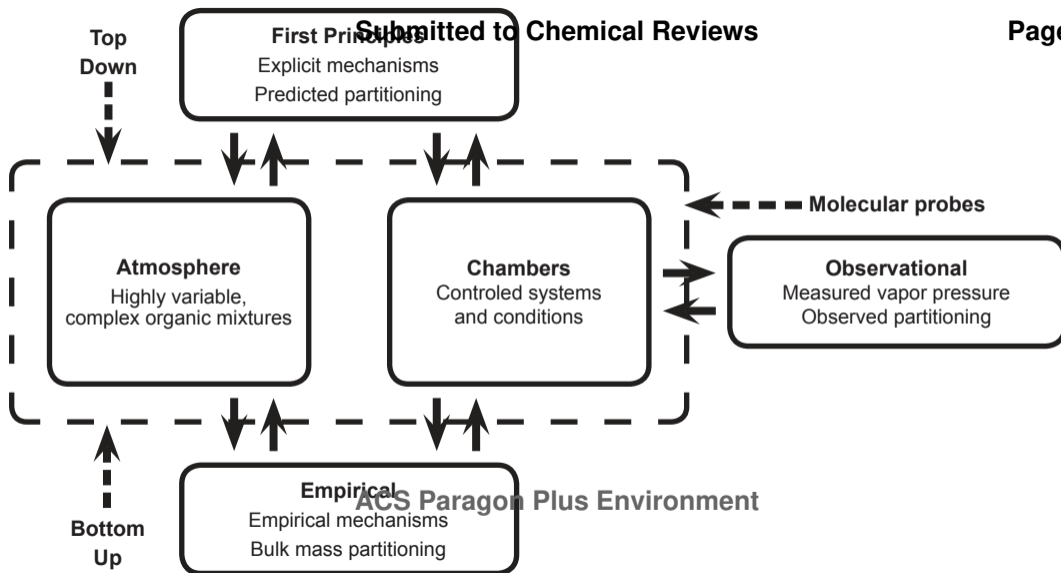 Submitted to Chemical Reviews
Page
Top
Down
First Principles
Explicit mechanisms
Predicted partitioning
Molecular probes
Atmosphere
Highly variable,
complex organic mixtures
Chambers
Controled systems
and conditions
Observational
Measured vapor pressure
Observed partitioning
Bottom
Up
Empirical
Empirical mechanisms
Bulk mass partitioning
ACS Paragon Plus Environment